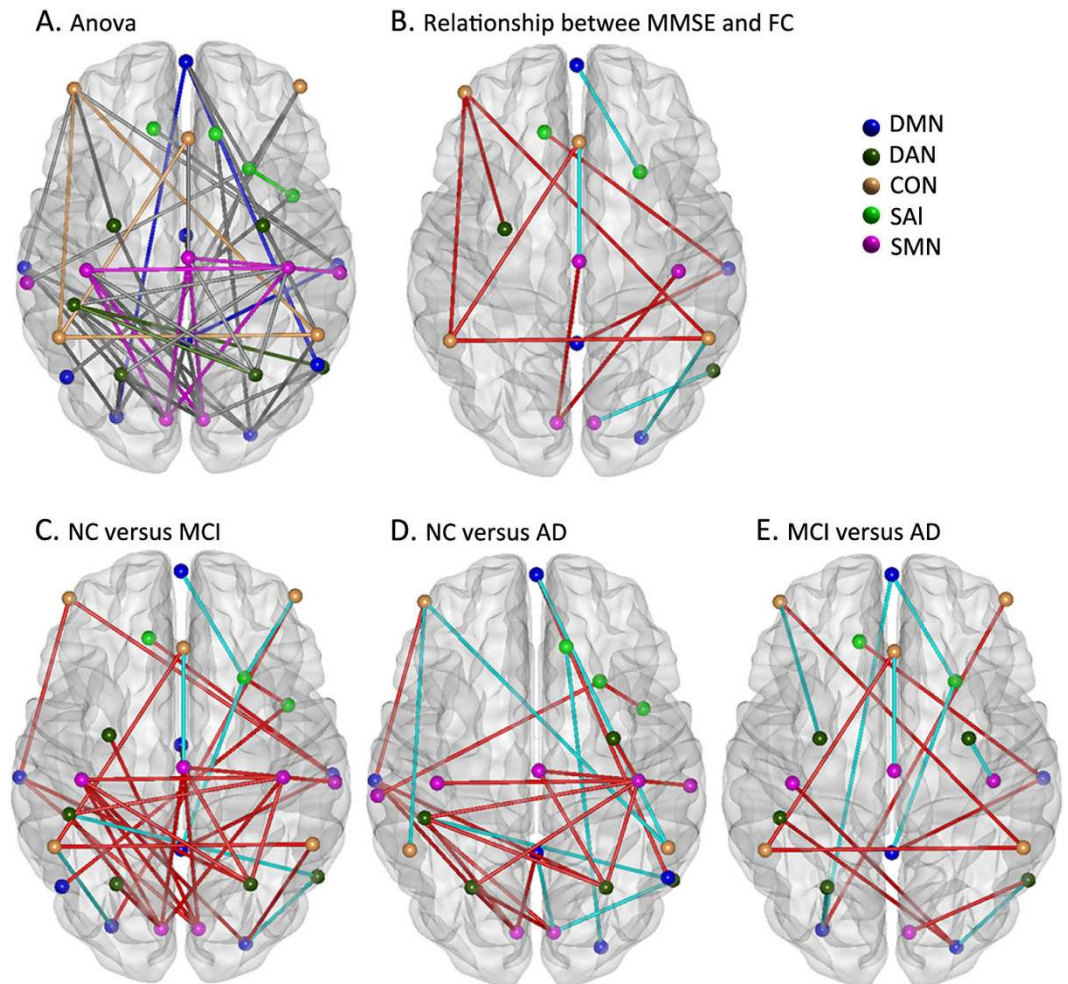 A. Anova
B. Relationship betwee MMSE and FC
DMN
DAN
CON
SAl
SMN
C. NC versus MCI
D. NC versus AD
E. MCI versus AD